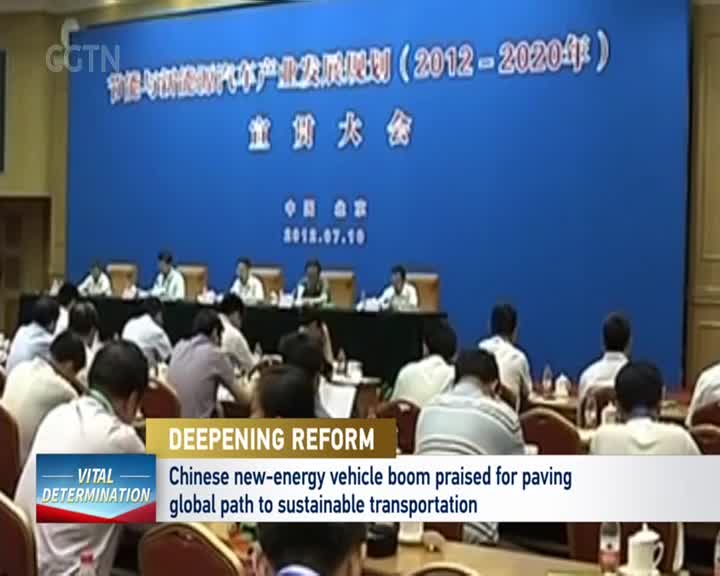 CGTN
节能与新能源汽车产业发展规划（2012－2020年）
宣贯大会
中国 北京
2012.07.10
DEEPENING REFORM
VITAL
DETERMINATION
Chinese new-energy vehicle boom praised for paving
global path to sustainable transportation